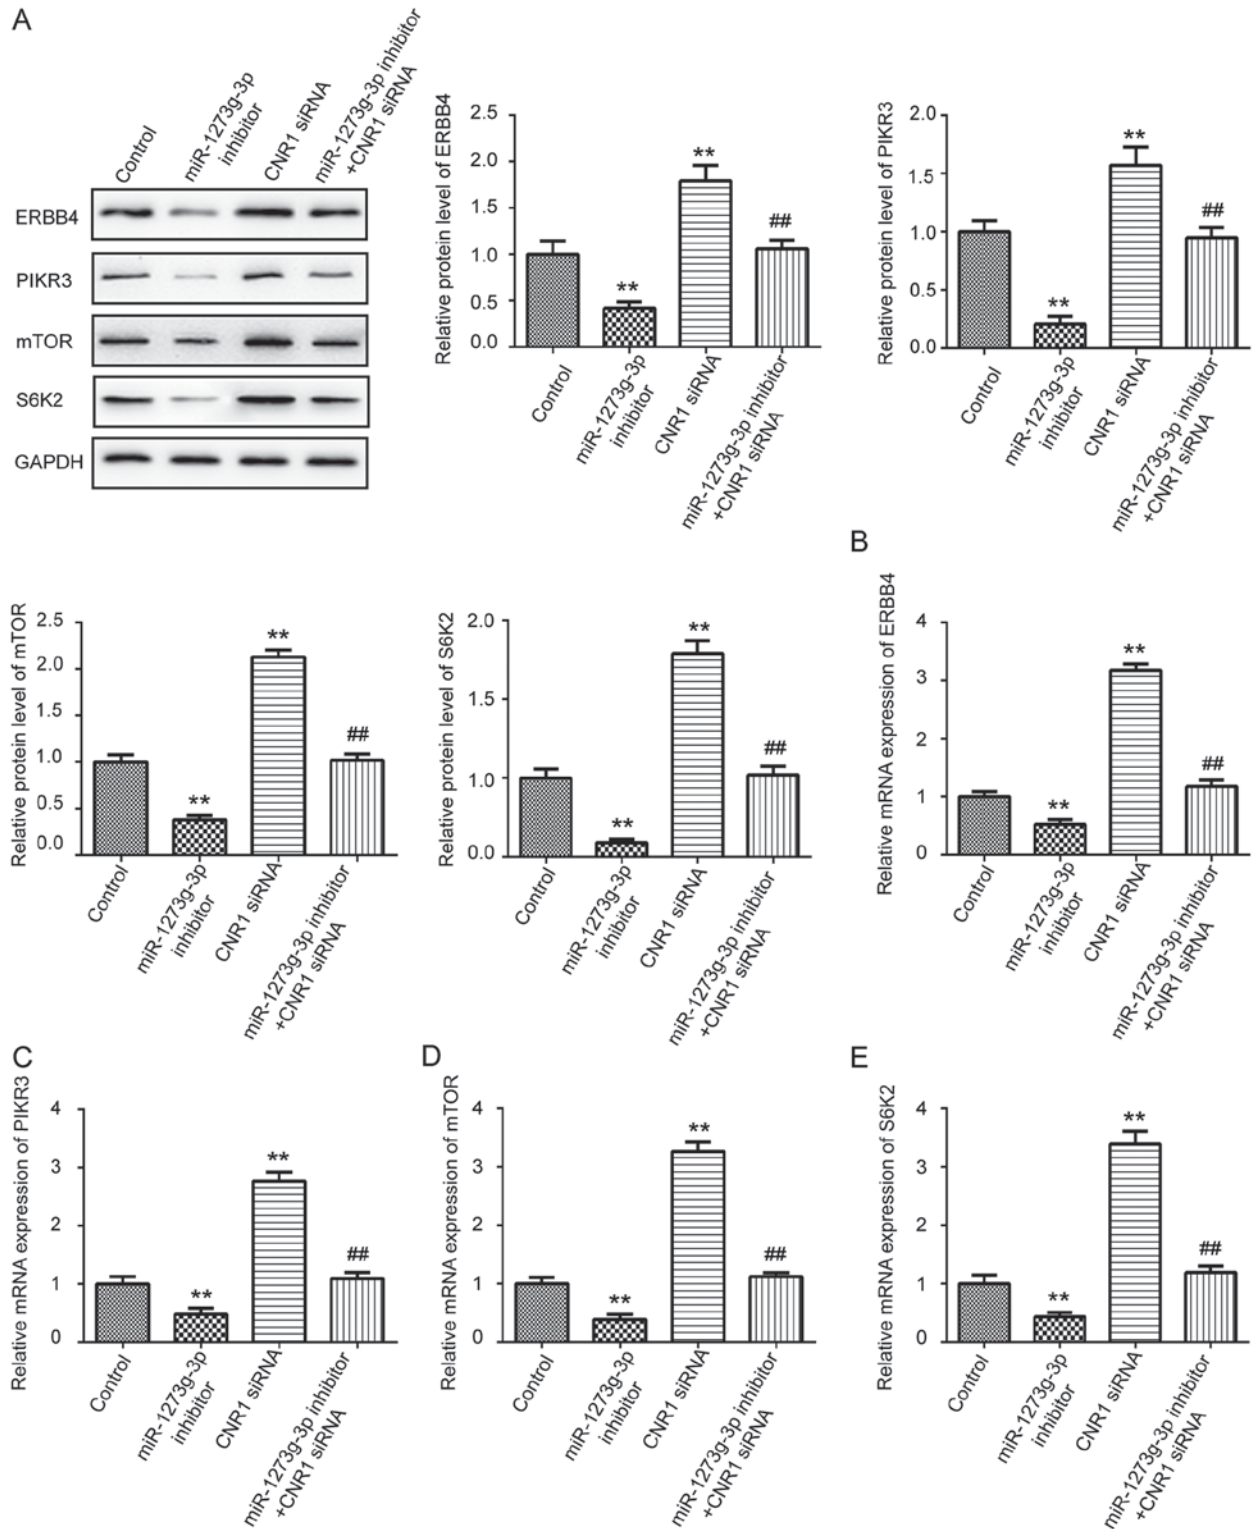 A
Control
miR-1273g-3p
inhibitor
CNR1 siRNA
miR-1273g-3p inhibitor
+CNR1 siRNA
ERBB4
PIKR3
mTOR
S6K2
GAPDH
Relative protein level of ERBB4
2.5
2.0
1.5
1.0
0.5
0.0
**
**
##
Control
miR-1273g-3p
inhibitor
CNR1 siRNA
miR-1273g-3p inhibitor
+CNR1 siRNA
Relative protein level of PIKR3
2.0
1.5
1.0
0.5
0.0
**
**
##
Control
miR-1273g-3p
inhibitor
CNR1 siRNA
miR-1273g-3p inhibitor
+CNR1 siRNA
Relative protein level of mTOR
2.5
2.0
1.5
1.0
0.5
0.0
**
**
##
Control
miR-1273g-3p
inhibitor
CNR1 siRNA
miR-1273g-3p inhibitor
+CNR1 siRNA
Relative protein level of S6K2
2.0
1.5
1.0
0.0
**
**
##
Control
miR-1273g-3p
inhibitor
CNR1 siRNA
miR-1273g-3p inhibitor
+CNR1 siRNA
B
Relative mRNA expression of ERBB4
4
3
2
1
0
**
**
##
Control
miR-1273g-3p
inhibitor
CNR1 siRNA
miR-1273g-3p inhibitor
+CNR1 siRNA
C
Relative mRNA expression of PIKR3
4
3
2
1
0
**
**
##
Control
miR-1273g-3p
inhibitor
CNR1 siRNA
miR-1273g-3p inhibitor
+CNR1 siRNA
D
Relative mRNA expression of mTOR
4
3
2
1
0
**
**
##
Control
miR-1273g-3p
inhibitor
CNR1 siRNA
miR-1273g-3p inhibitor
+CNR1 siRNA
E
Relative mRNA expression of S6K2
4
3
2
1
0
**
**
##
Control
miR-1273g-3p
inhibitor
CNR1 siRNA
miR-1273g-3p inhibitor
+CNR1 siRNA